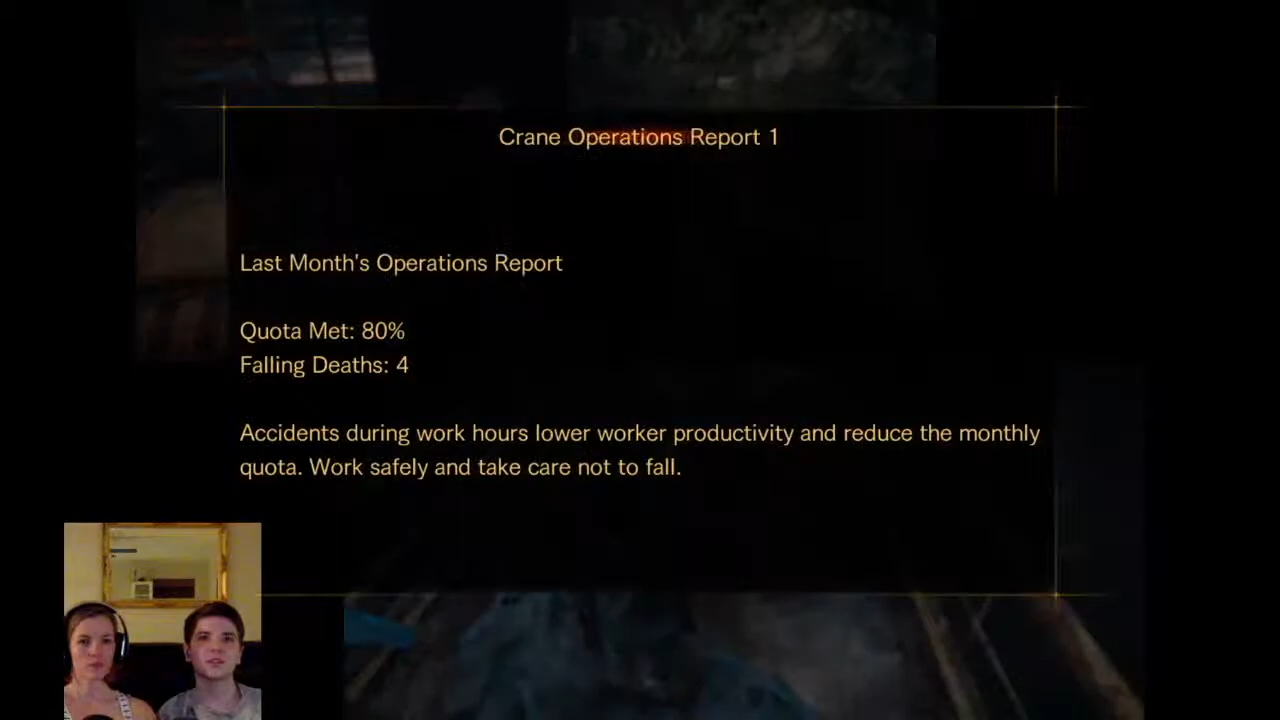 Crane Operations Report 1
Last Month's Operations Report
Quota Met: 80%
Falling Deaths: 4
Accidents during work hours lower worker productivity and reduce the monthly
quota. Work safely and take care not to fall.